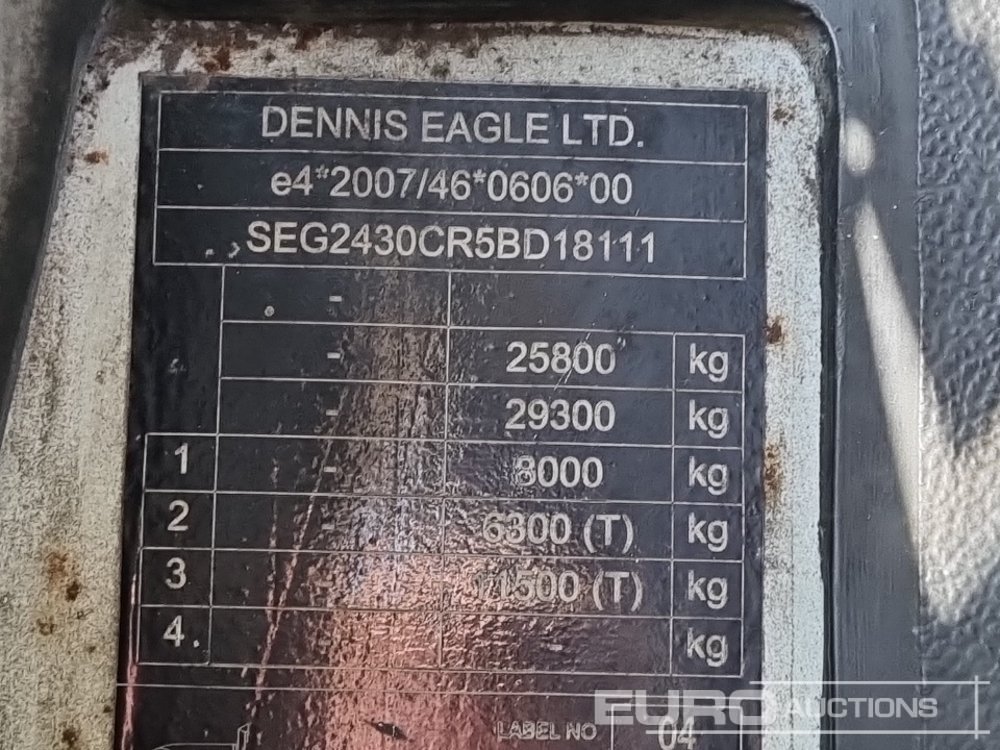 DENNIS EAGLE LTD.
e4*2007/46*0606*00
SEG2430CR5BD18111
-
- 25800 kg
- 29300 kg
1 - 8000 kg
2 - 6300 (T) kg
3 - 11500 (T) kg
4 - - kg
LABEL NO 04
EURO AUCTIONS